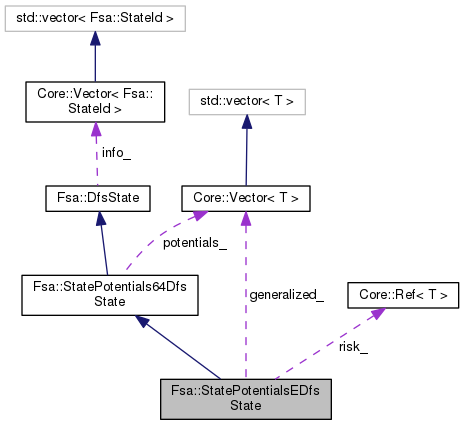 std::vector< Fsa::StateId >
Core::Vector< Fsa::
StateId >
std::vector< T >
info_
Fsa::DfsState
Core::Vector< T >
potentials_
Fsa::StatePotentials64Dfs
State
generalized_
Core::Ref< T >
risk_
Fsa::StatePotentialsEDfs
State